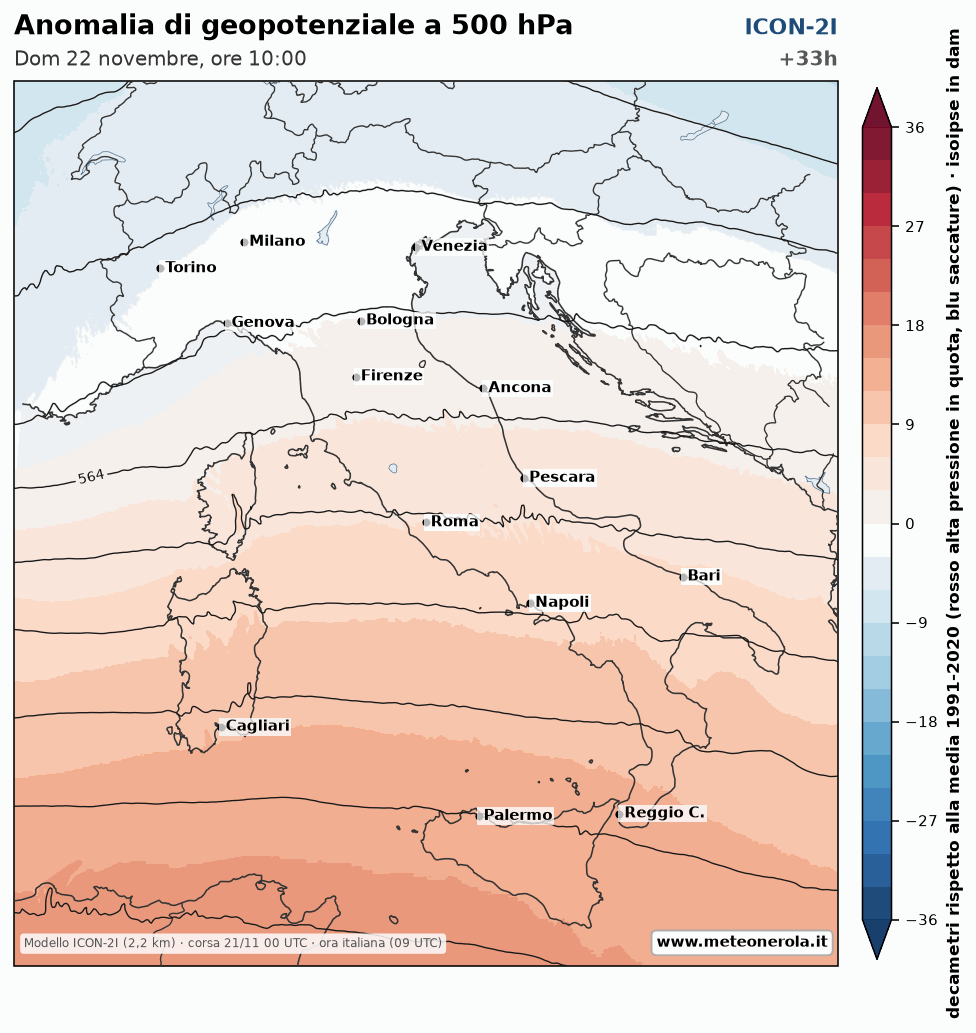 Anomalia di geopotenziale a 500 hPa
ICON-2I
Dom 22 novembre, ore 10:00
+33h
Milano
Venezia
Torino
Genova
Bologna
Firenze
Ancona
564
Pescara
Roma
Bari
Napoli
Cagliari
Palermo
Reggio C.
Modello ICON-2I (2,2 km) · corsa 21/11 00 UTC · ora italiana (09 UTC)
www.meteonerola.it
36
27
18
9
0
−9
−18
−27
−36
decametri rispetto alla media 1991-2020 (rosso alta pressione in quota, blu saccature) · isoipse in dam